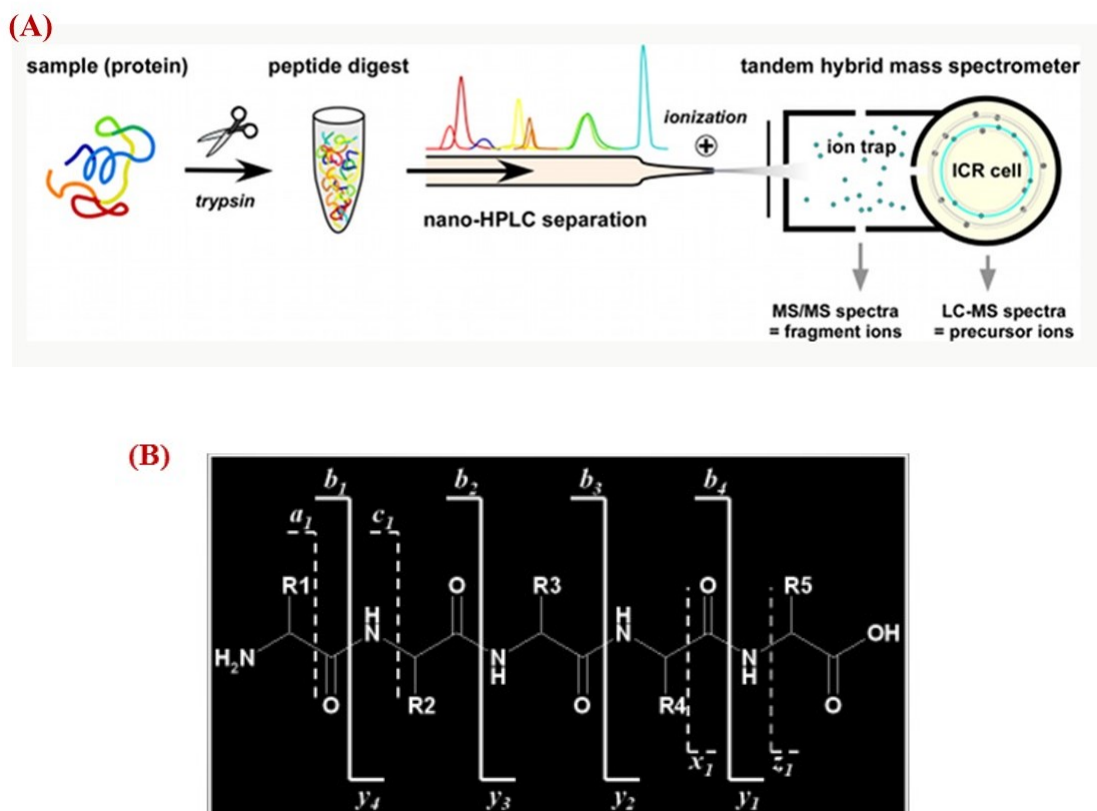 (A)
sample (protein)
peptide digest
tandem hybrid mass spectrometer
trypsin
ionization
+
nano-HPLC separation
ion trap
ICR cell
MS/MS spectra
= fragment ions
LC-MS spectra
= precursor ions
(B)
b₁ b₂ b₃ b₄
a₁ c₁
R1 O R3 O R5
H₂N H N N H H N N H OH
O R2 O R4 O
x₁ z₁
y₄ y₃ y₂ y₁